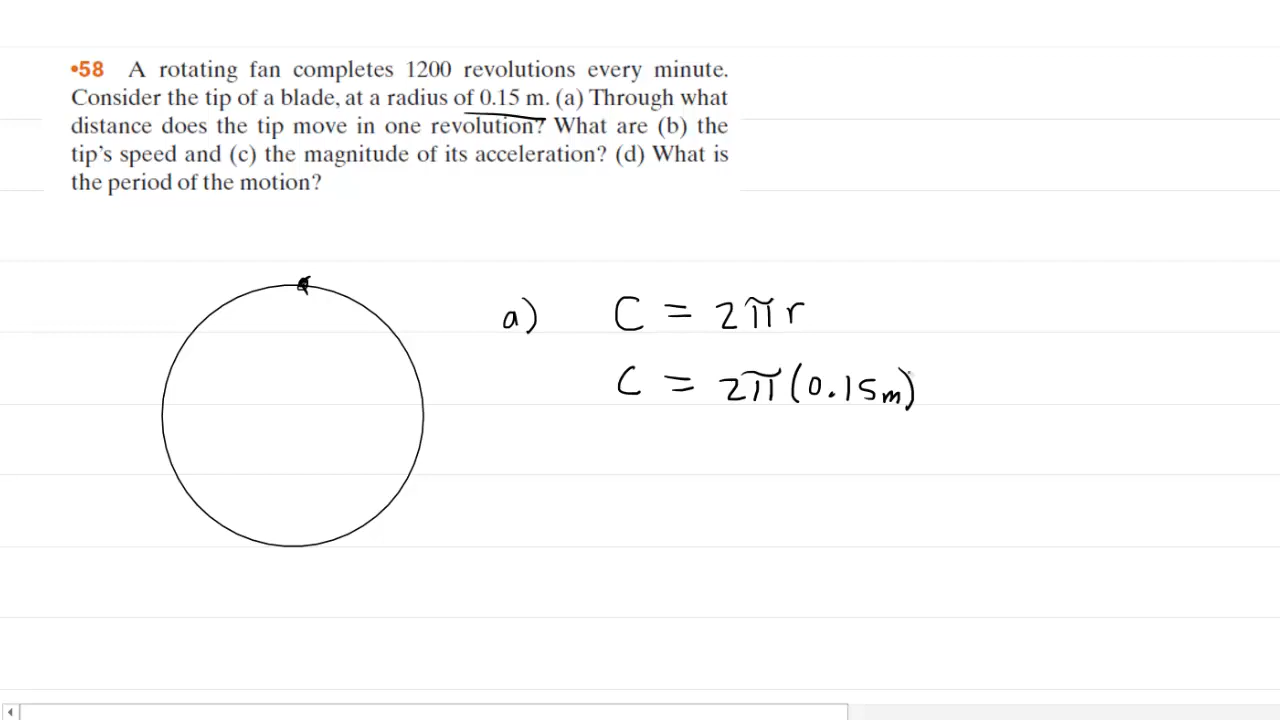 •58 A rotating fan completes 1200 revolutions every minute.
Consider the tip of a blade, at a radius of 0.15 m. (a) Through what
distance does the tip move in one revolution? What are (b) the
tip's speed and (c) the magnitude of its acceleration? (d) What is
the period of the motion?
a) C = 2πr
C = 2π(0.15m)